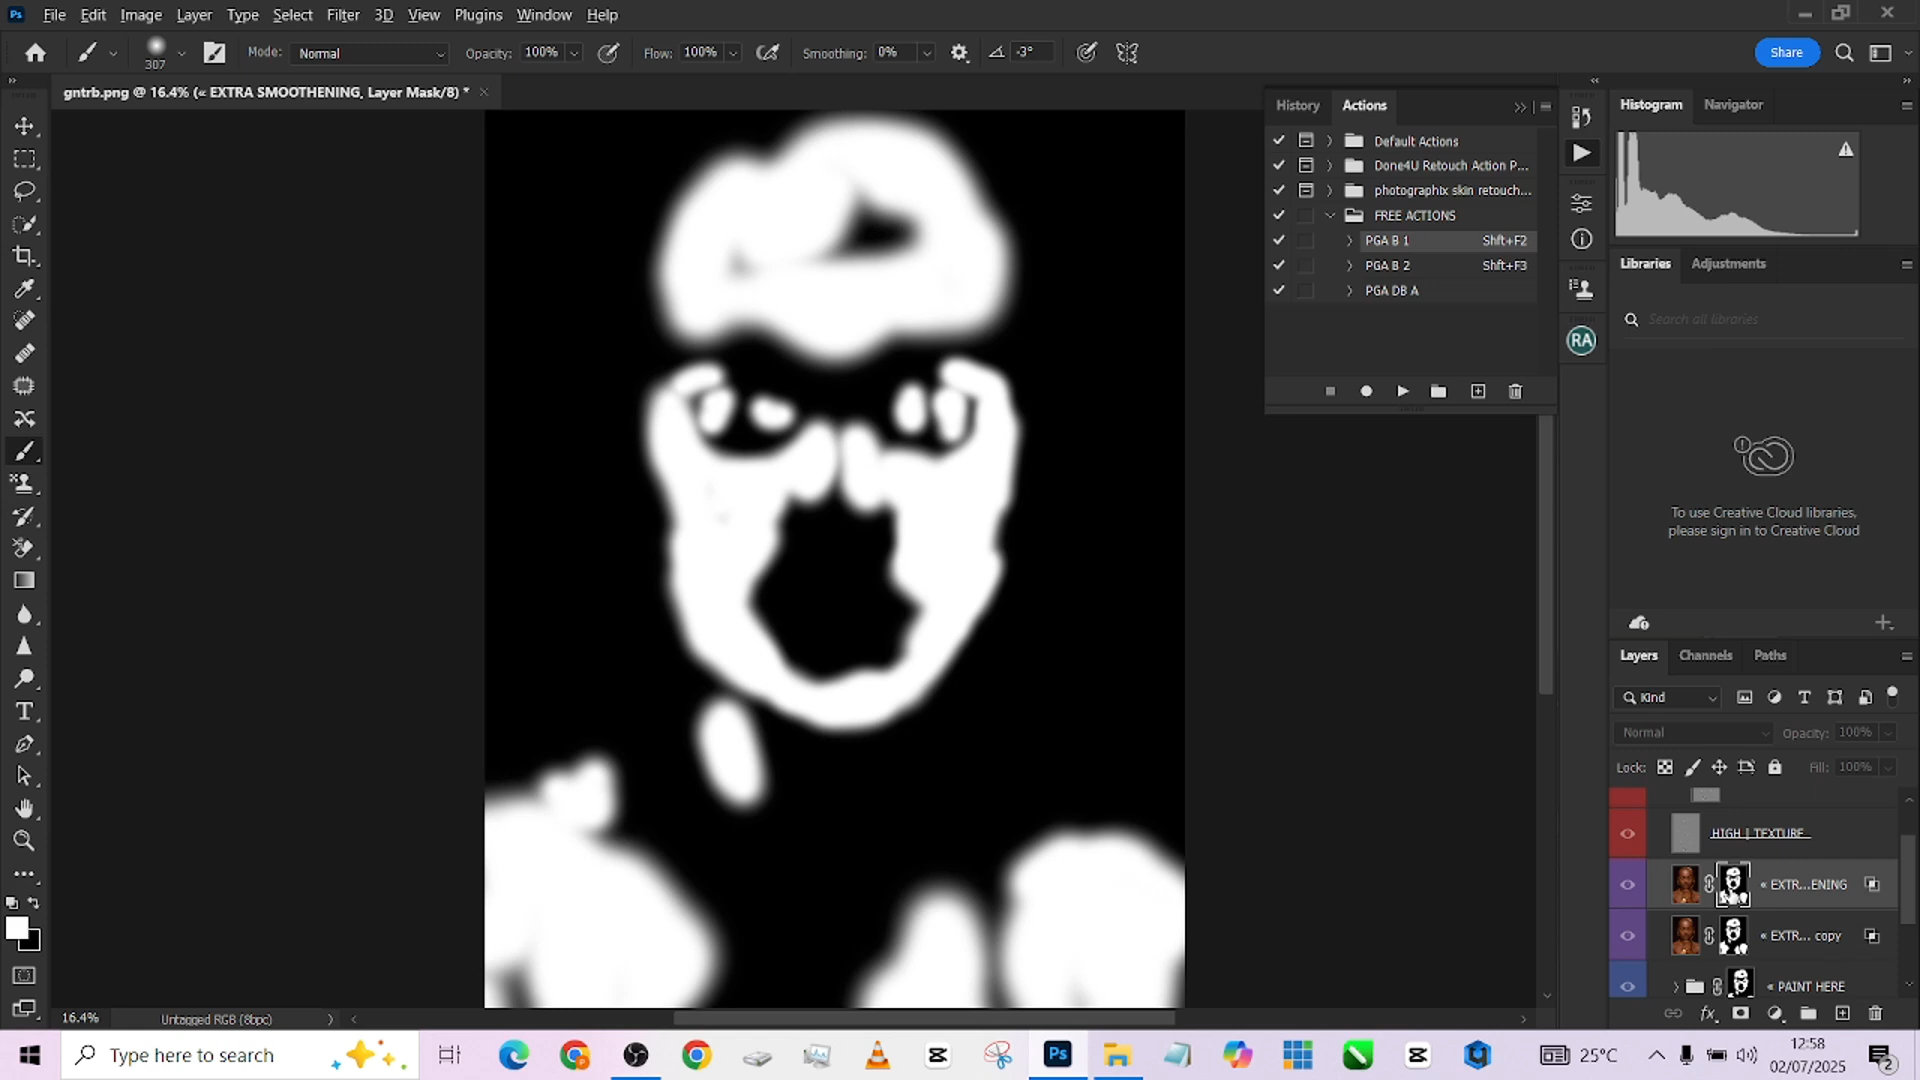 Ps File Edit Image Layer Type Select Filter 3D View Plugins Window Help
307 Mode: Normal Opacity: 100% Flow: 100% Smoothing: 0% -3° Share
gntrb.png @ 16.4% (« EXTRA SMOOTHENING, Layer Mask/8) *
History Actions
Default Actions
Done4U Retouch Action P...
photographix skin retouch...
FREE ACTIONS
PGA B 1 Shft+F2
PGA B 2 Shft+F3
PGA DB A
RA
Histogram Navigator
Libraries Adjustments
Search all libraries
To use Creative Cloud libraries,
please sign in to Creative Cloud
Layers Channels Paths
Kind
Normal Opacity: 100%
Lock: Fill: 100%
HIGH | TEXTURE
« EXTR...ENING
« EXTR... copy
« PAINT HERE
16.4% Untagged RGB (8bpc)
Type here to search
Ps
25°C
12:58
02/07/2025
2